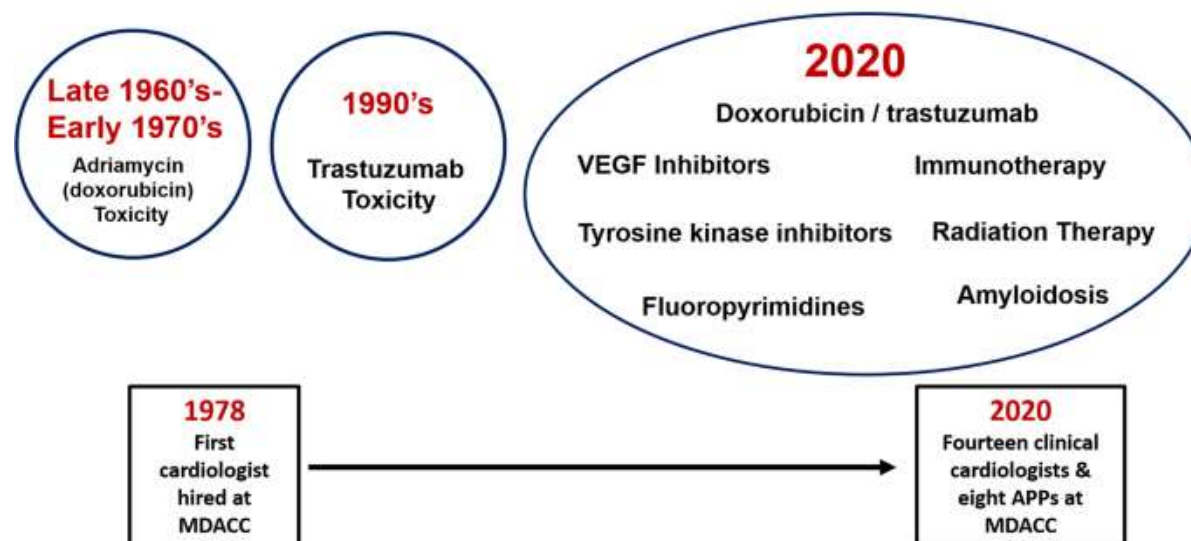 Late 1960's-
Early 1970's
Adriamycin
(doxorubicin)
Toxicity
1990's
Trastuzumab
Toxicity
2020
Doxorubicin / trastuzumab
VEGF Inhibitors
Immunotherapy
Tyrosine kinase inhibitors
Radiation Therapy
Fluoropyrimidines
Amyloidosis
1978
First
cardiologist
hired at
MDACC
2020
Fourteen clinical
cardiologists &
eight APPs at
MDACC